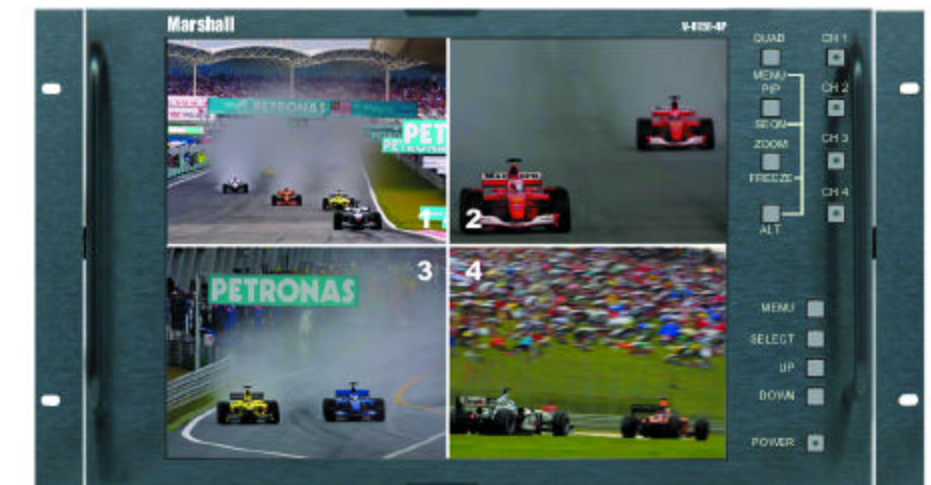 Marshall
QUAD
CH 1
MENU
PIP
CH 2
SEQN
ZOOM
CH 3
FREEZE
CH 4
ALT
PETRONAS
PET
1
2
3
4
PETRONAS
MENU
SELECT
UP
DOWN
POWER